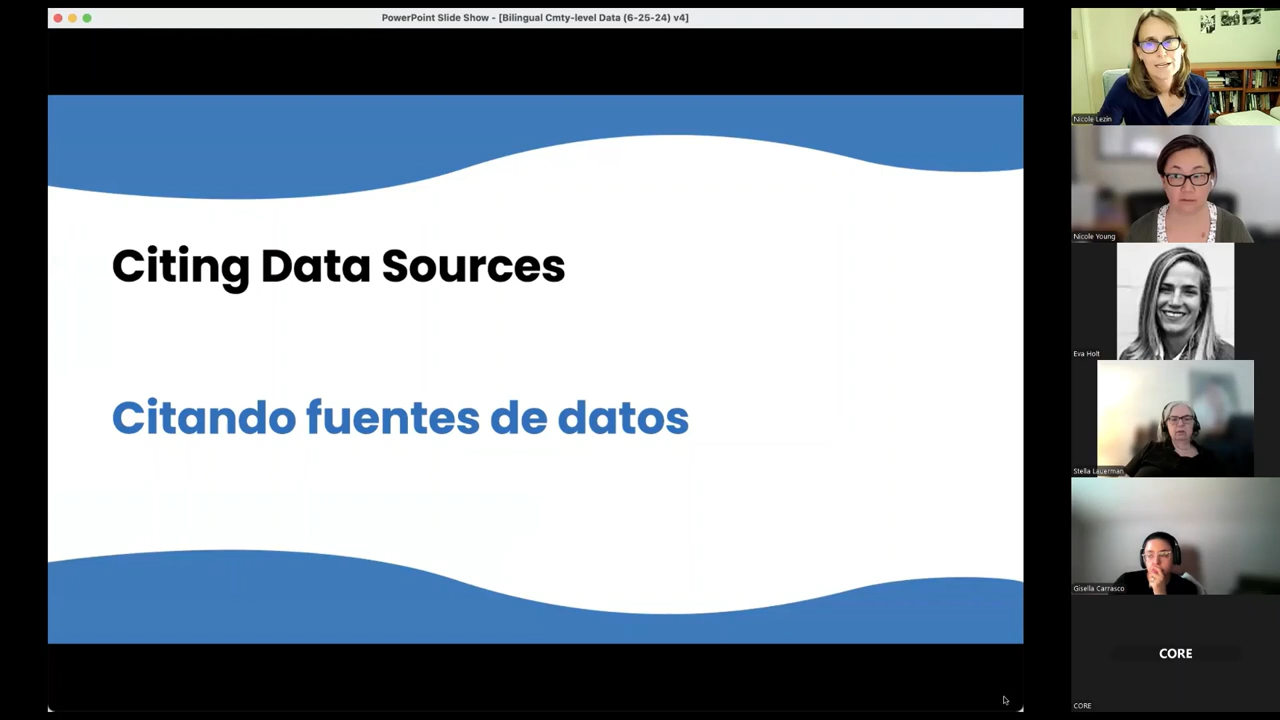 PowerPoint Slide Show - [Bilingual Cmty-level Data (6-25-24) v4]
Citing Data Sources
Citando fuentes de datos
Nicole Lezin
Nicole Young
Eva Holt
Stella Lauerman
Gisella Carrasco
CORE
CORE